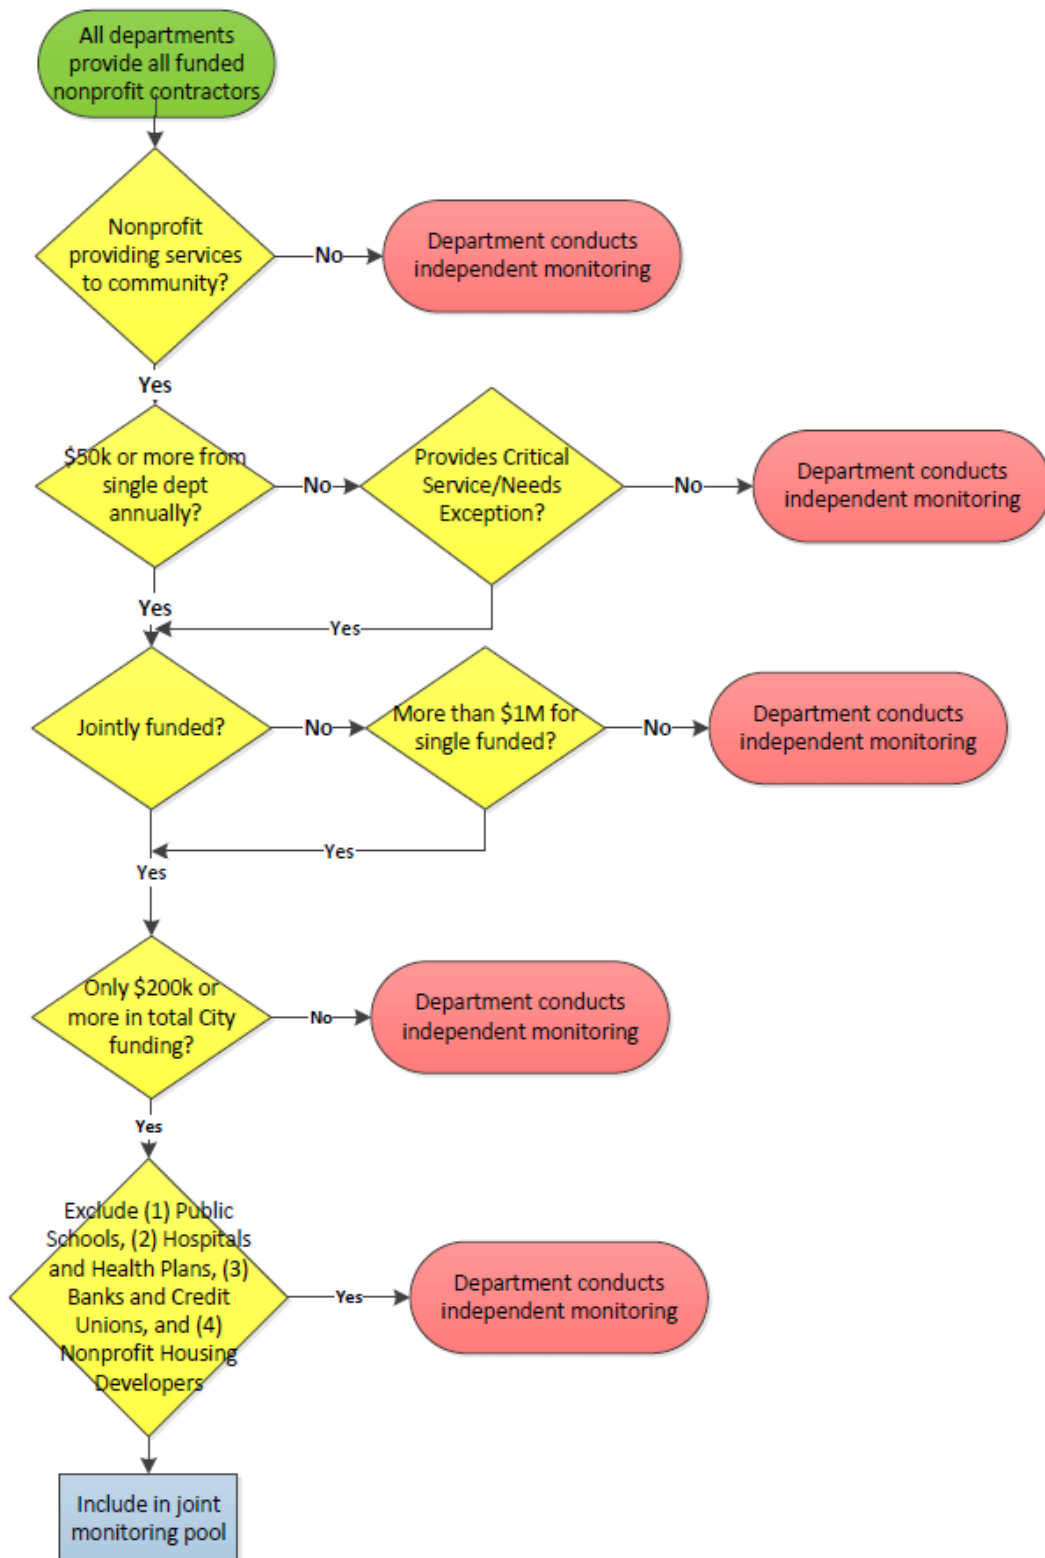 All departments
provide all funded
nonprofit contractors
Nonprofit
providing services
to community?
No
Department conducts
independent monitoring
Yes
$50k or more from
single dept
annually?
No
Provides Critical
Service/Needs
Exception?
No
Department conducts
independent monitoring
Yes
Yes
Jointly funded?
No
More than $1M for
single funded?
No
Department conducts
independent monitoring
Yes
Yes
Only $200k or
more in total City
funding?
No
Department conducts
independent monitoring
Yes
Exclude (1) Public
Schools, (2) Hospitals
and Health Plans, (3)
Banks and Credit
Unions, and (4)
Nonprofit Housing
Developers
Yes
Department conducts
independent monitoring
Include in joint
monitoring pool